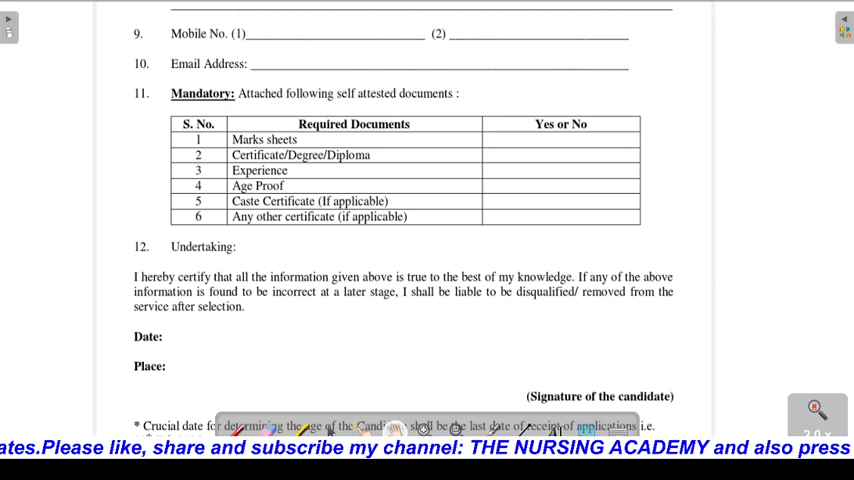 9. Mobile No. (1)______________________________ (2) ______________________________
10. Email Address: ______________________________________________________________
11. Mandatory: Attached following self attested documents :
S. No. Required Documents Yes or No
1 Marks sheets
2 Certificate/Degree/Diploma
3 Experience
4 Age Proof
5 Caste Certificate (If applicable)
6 Any other certificate (if applicable)
12. Undertaking:
I hereby certify that all the information given above is true to the best of my knowledge. If any of the above
information is found to be incorrect at a later stage, I shall be liable to be disqualified/ removed from the
service after selection.
Date:
Place:
(Signature of the candidate)
* Crucial date for determining the age of the Candidate shall be the last date of receipt of applications i.e.
ates.Please like, share and subscribe my channel: THE NURSING ACADEMY and also press
2.0 x